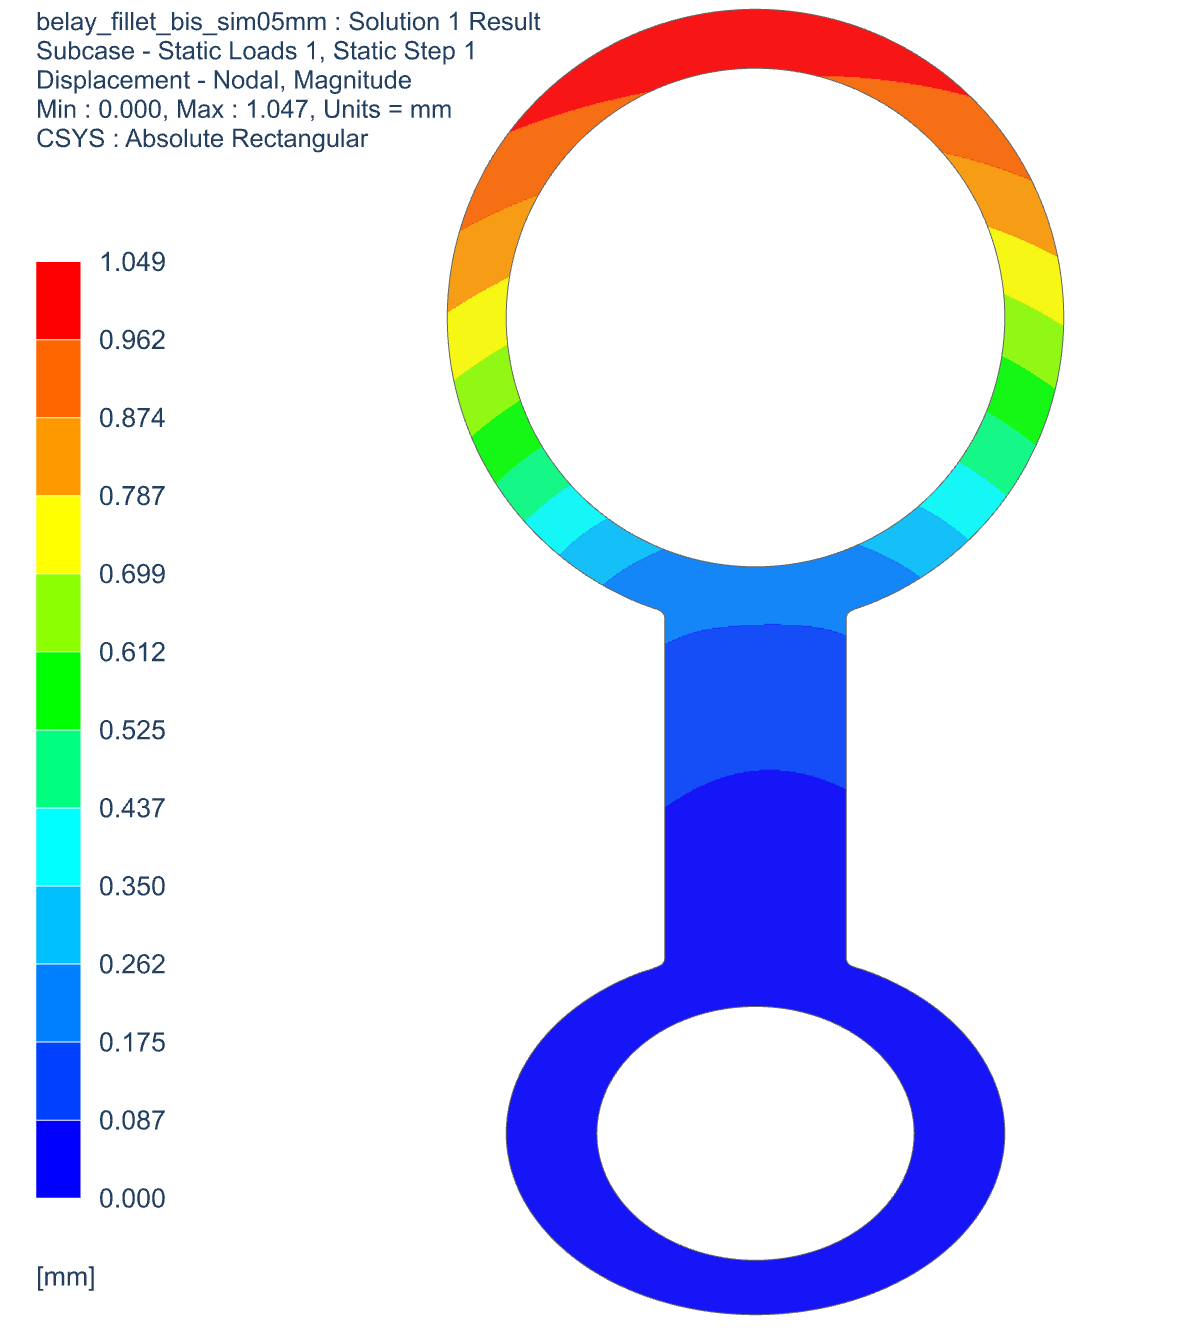 belay_fillet_bis_sim05mm : Solution 1 Result
Subcase - Static Loads 1, Static Step 1
Displacement - Nodal, Magnitude
Min : 0.000, Max : 1.047, Units = mm
CSYS : Absolute Rectangular
1.049
0.962
0.874
0.787
0.699
0.612
0.525
0.437
0.350
0.262
0.175
0.087
0.000
[mm]